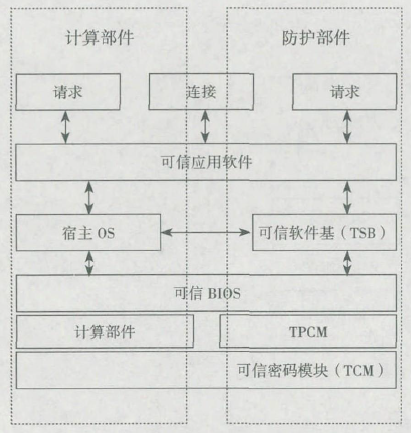 计算部件 防护部件
请求 连接 请求
可信应用软件
宿主 OS 可信软件基（TSB）
可信 BIOS
计算部件 TPCM
可信密码模块（TCM）